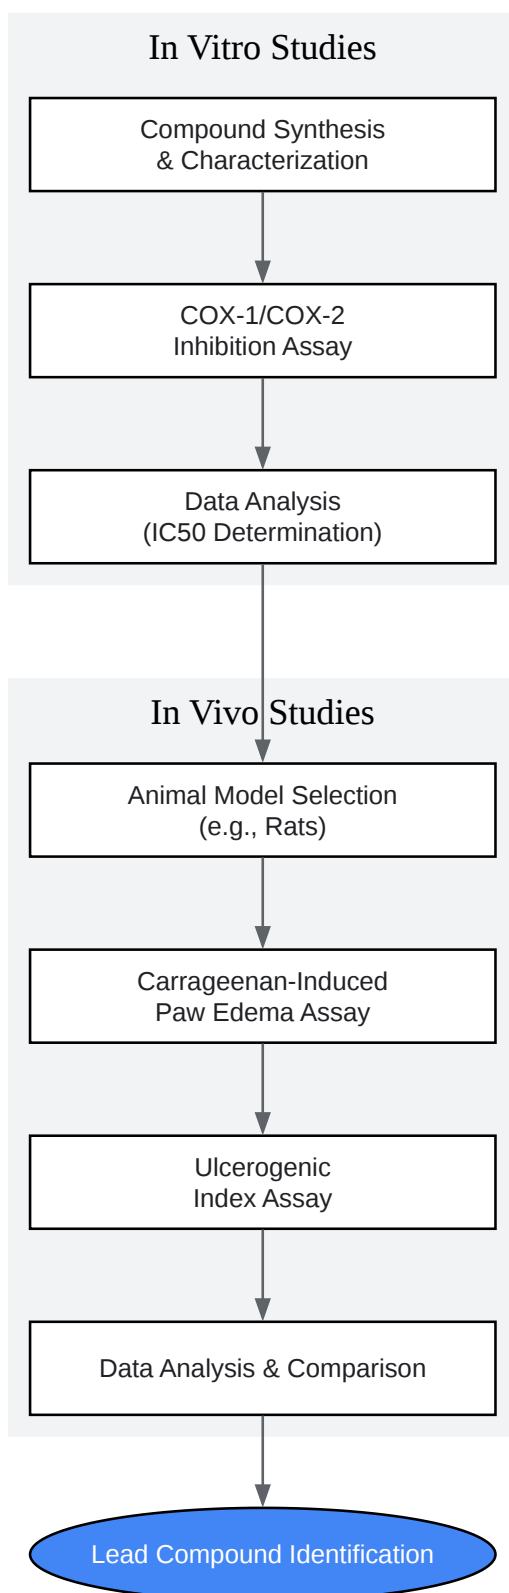 In Vitro Studies
Compound Synthesis
& Characterization
COX-1/COX-2
Inhibition Assay
Data Analysis
(IC50 Determination)
In Vivo Studies
Animal Model Selection
(e.g., Rats)
Carrageenan-Induced
Paw Edema Assay
Ulcerogenic
Index Assay
Data Analysis & Comparison
Lead Compound Identification